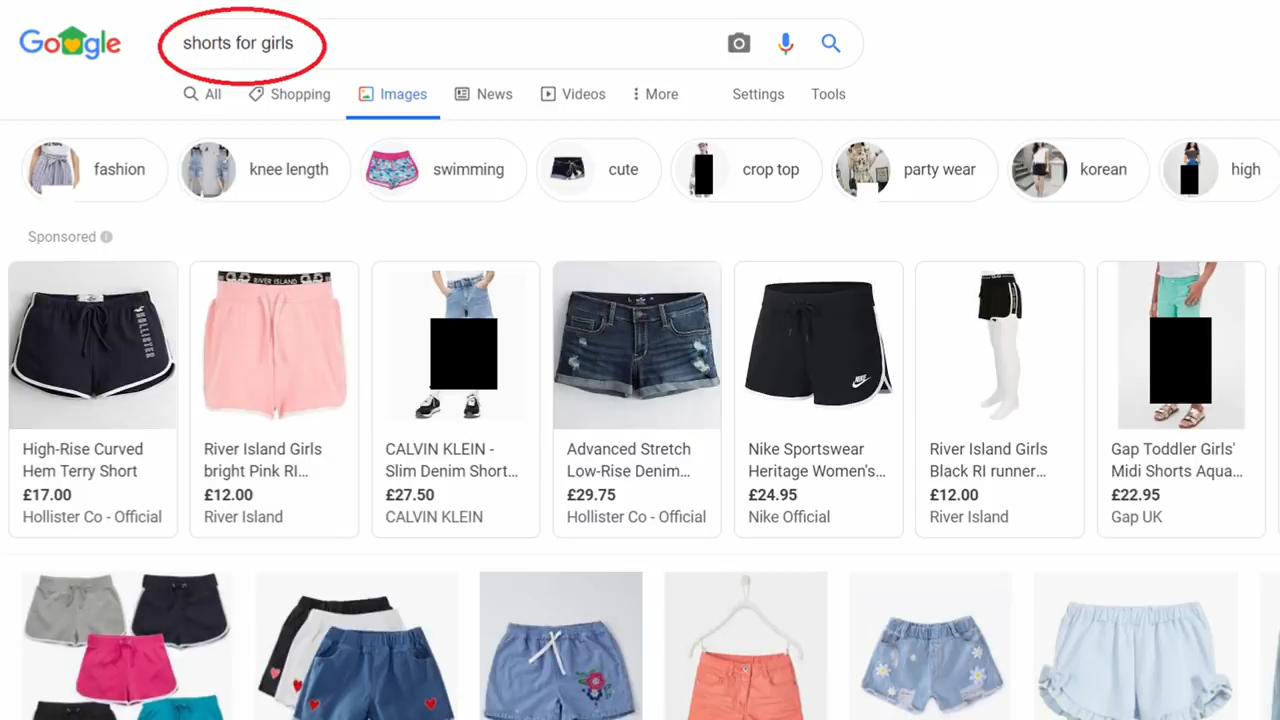 Google
shorts for girls
All
Shopping
Images
News
Videos
More
Settings
Tools
fashion
knee length
swimming
cute
crop top
party wear
korean
high
Sponsored
HOLLISTER
RIVER ISLAND
NIKE
High-Rise Curved
Hem Terry Short
£17.00
Hollister Co - Official
River Island Girls
bright Pink RI...
£12.00
River Island
CALVIN KLEIN -
Slim Denim Short...
£27.50
CALVIN KLEIN
Advanced Stretch
Low-Rise Denim...
£29.75
Hollister Co - Official
Nike Sportswear
Heritage Women's...
£24.95
Nike Official
River Island Girls
Black RI runner...
£12.00
River Island
Gap Toddler Girls'
Midi Shorts Aqua...
£22.95
Gap UK